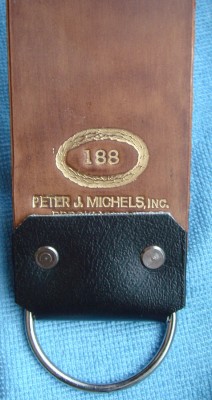 188
PETER J. MICHELS, INC.